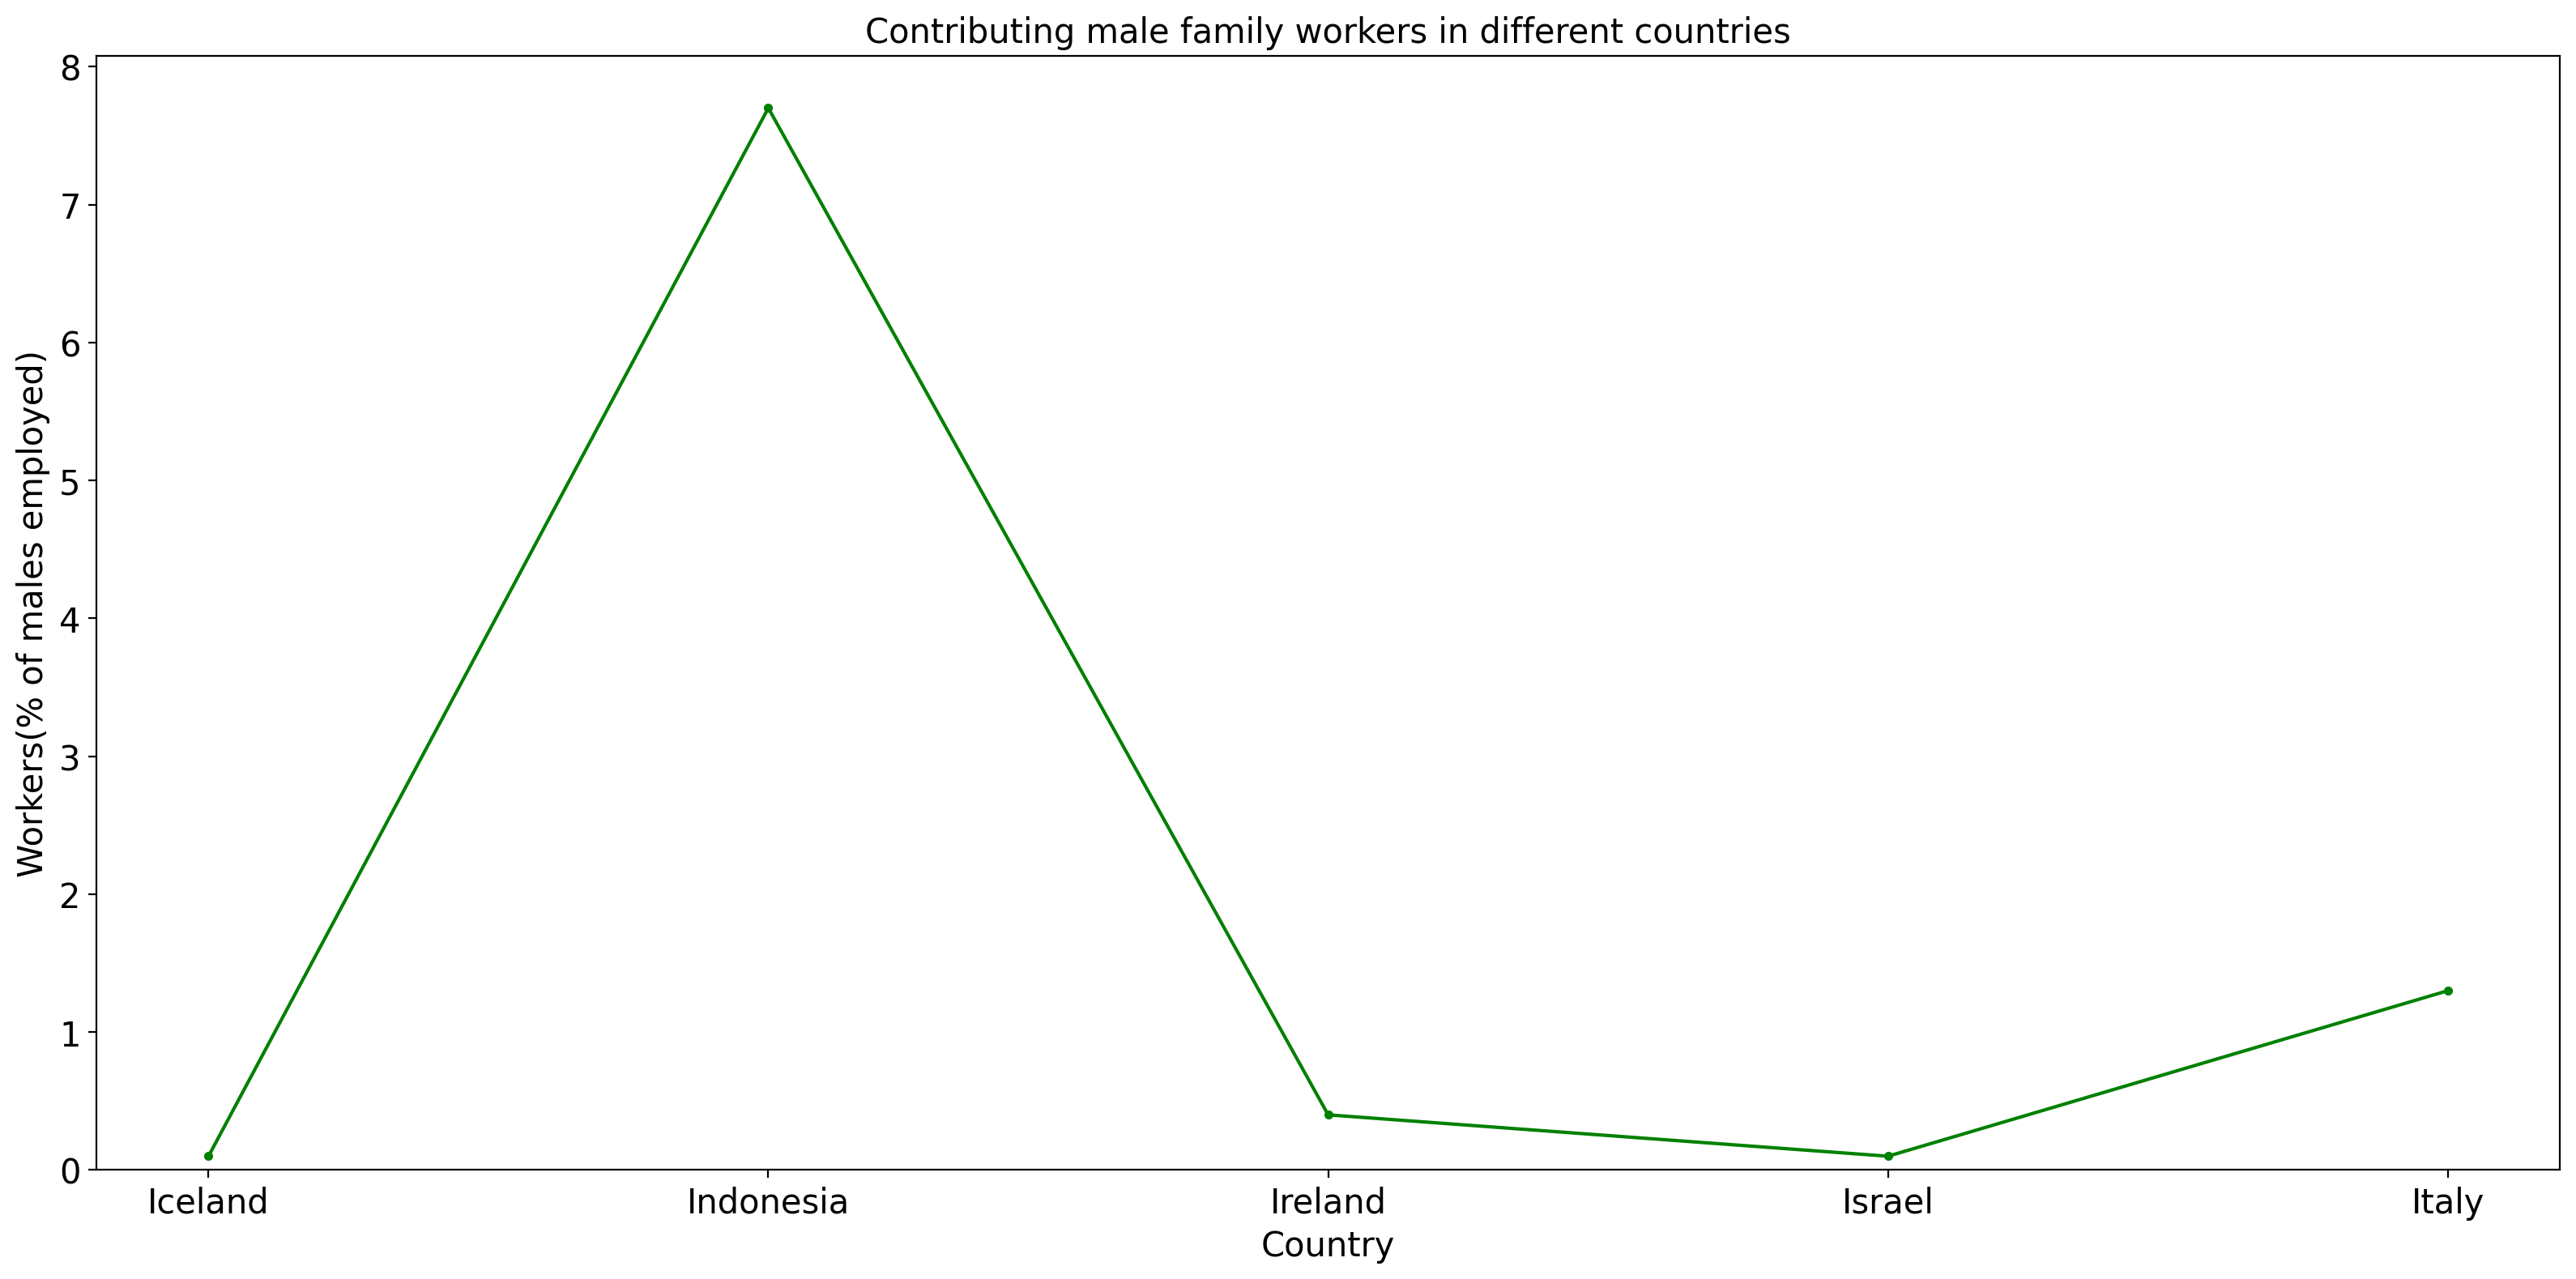 Contributing male family workers in different countries
Workers(% of males employed)
8
7
6
5
4
3
2
1
0
Iceland Indonesia Ireland Israel Italy
Country